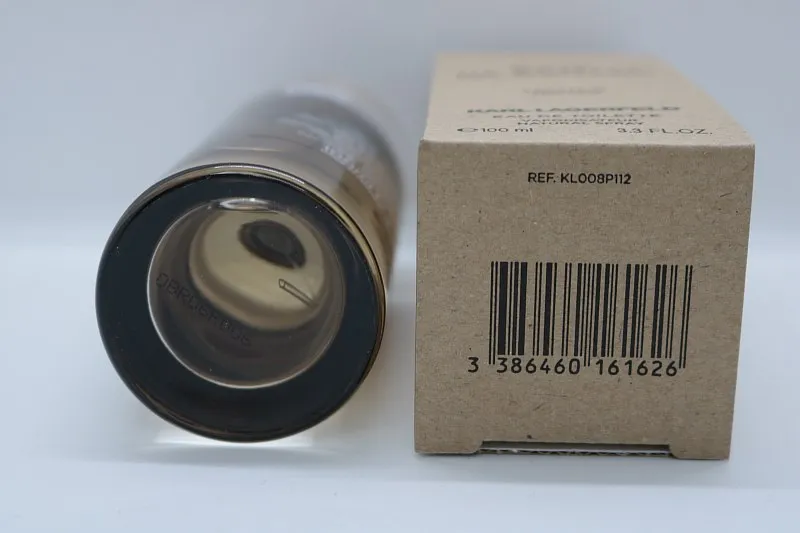 KARL LAGERFELD
EAU DE TOILETTE
VAPORISATEUR
NATURAL SPRAY
℮100 ml 3.3 FL.OZ.
REF. KL008P112
3 386460 161626